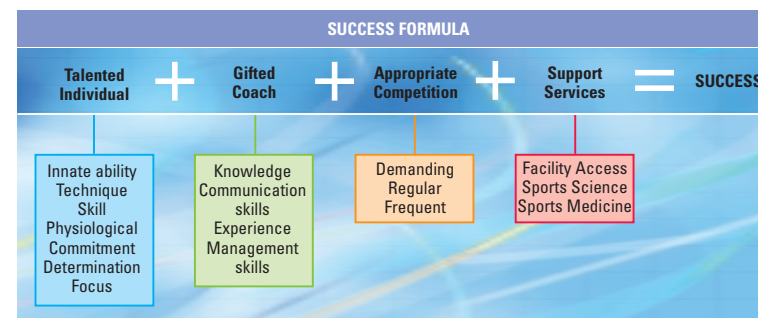 SUCCESS FORMULA
Talented
Individual
+
Gifted
Coach
+
Appropriate
Competition
+
Support
Services
=
SUCCESS
Innate ability
Technique
Skill
Physiological
Commitment
Determination
Focus
Knowledge
Communication
skills
Experience
Management
skills
Demanding
Regular
Frequent
Facility Access
Sports Science
Sports Medicine